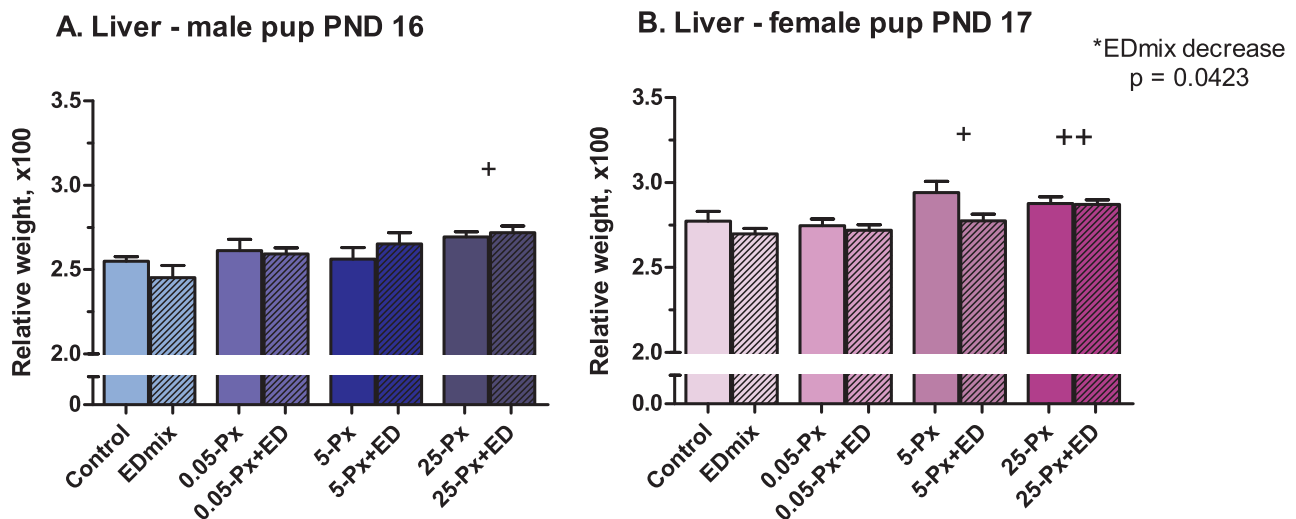 A. Liver - male pup PND 16
Relative weight, x100
3.5
3.0
2.5
2.0
0
+
Control
EDmix
0.05-Px
0.05-Px+ED
5-Px
5-Px+ED
25-Px
25-Px+ED
B. Liver - female pup PND 17
*EDmix decrease
p = 0.0423
Relative weight, x100
3.5
3.0
2.5
2.0
0.0
+
++
Control
EDmix
0.05-Px
0.05-Px+ED
5-Px
5-Px+ED
25-Px
25-Px+ED